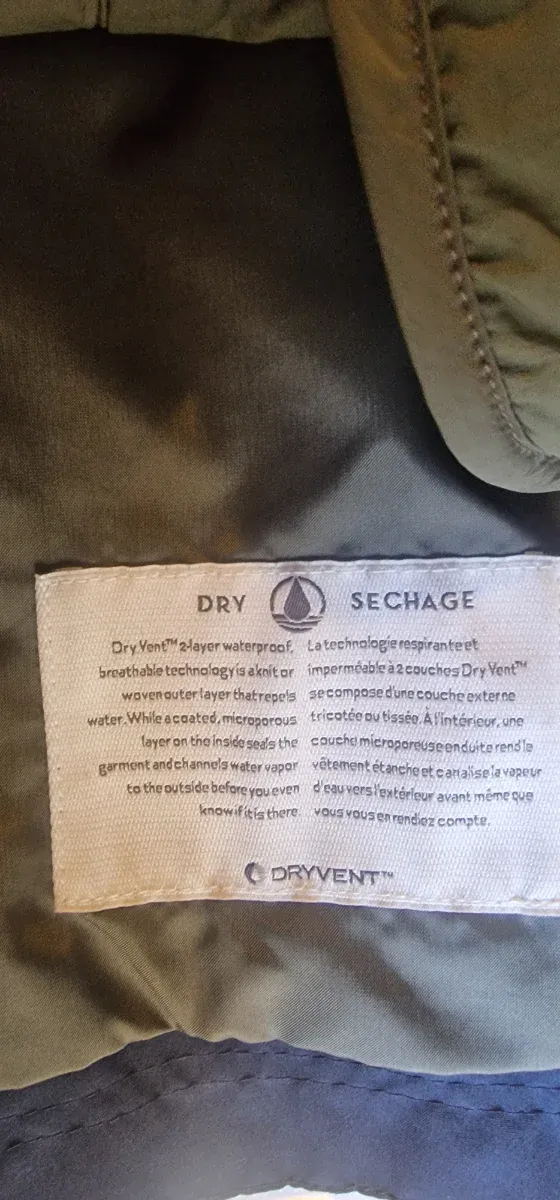 DRY SECHAGE
Dry Vent™ 2-layer waterproof,
breathable technology is a knit or
woven outer layer that repels
water. While a coated, microporous
layer on the inside seals the
garment and channels water vapor
to the outside before you even
know if it is there.
La technologie respirante et
imperméable à 2 couches Dry Vent™
se compose d'une couche externe
tricotée ou tissée. À l'intérieur, une
couche microporeuse enduite rend le
vêtement étanche et canalise la vapeur
d'eau vers l'extérieur avant même que
vous vous en rendiez compte.
DRYVENT™